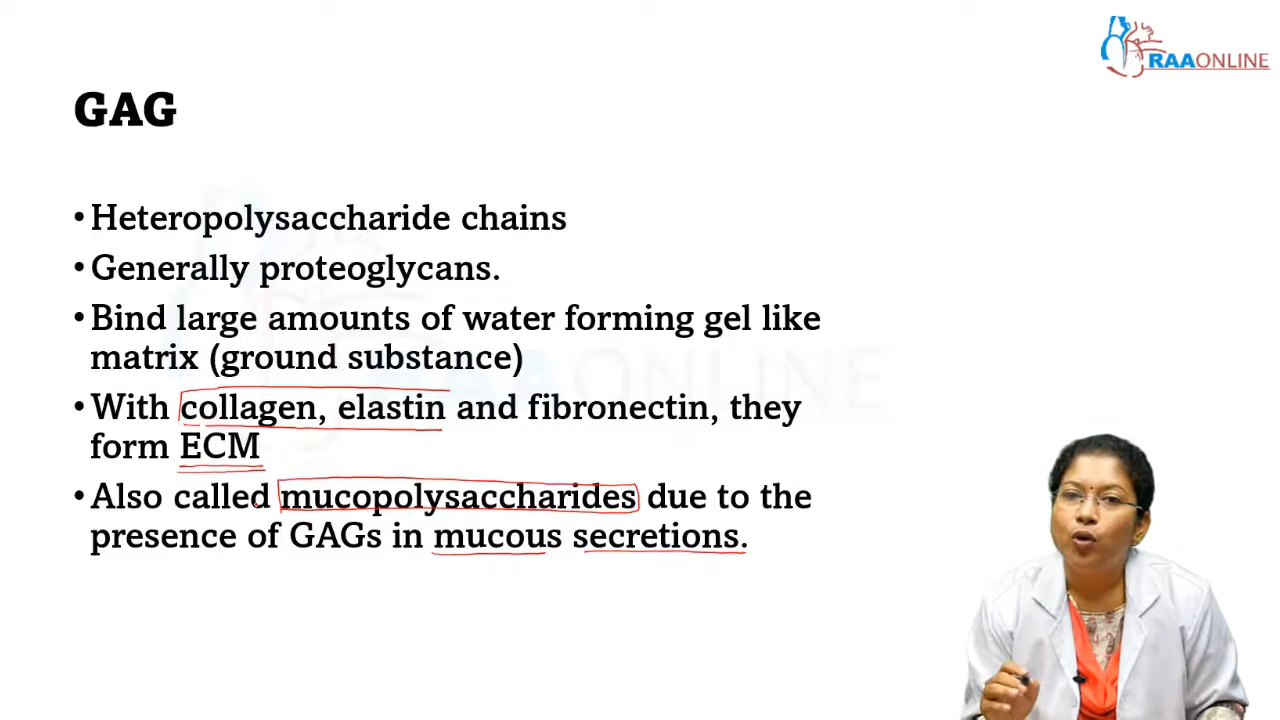 RAAONLINE
GAG
• Heteropolysaccharide chains
• Generally proteoglycans.
• Bind large amounts of water forming gel like
matrix (ground substance)
• With collagen, elastin and fibronectin, they
form ECM
• Also called mucopolysaccharides due to the
presence of GAGs in mucous secretions.